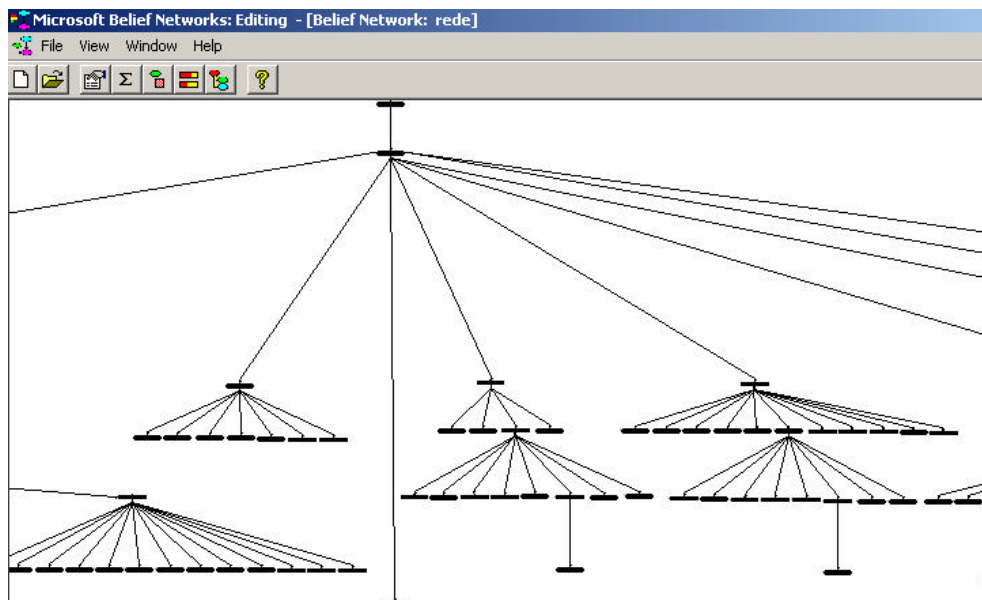 Microsoft Belief Networks: Editing - [Belief Network: rede]
File View Window Help
Σ ?